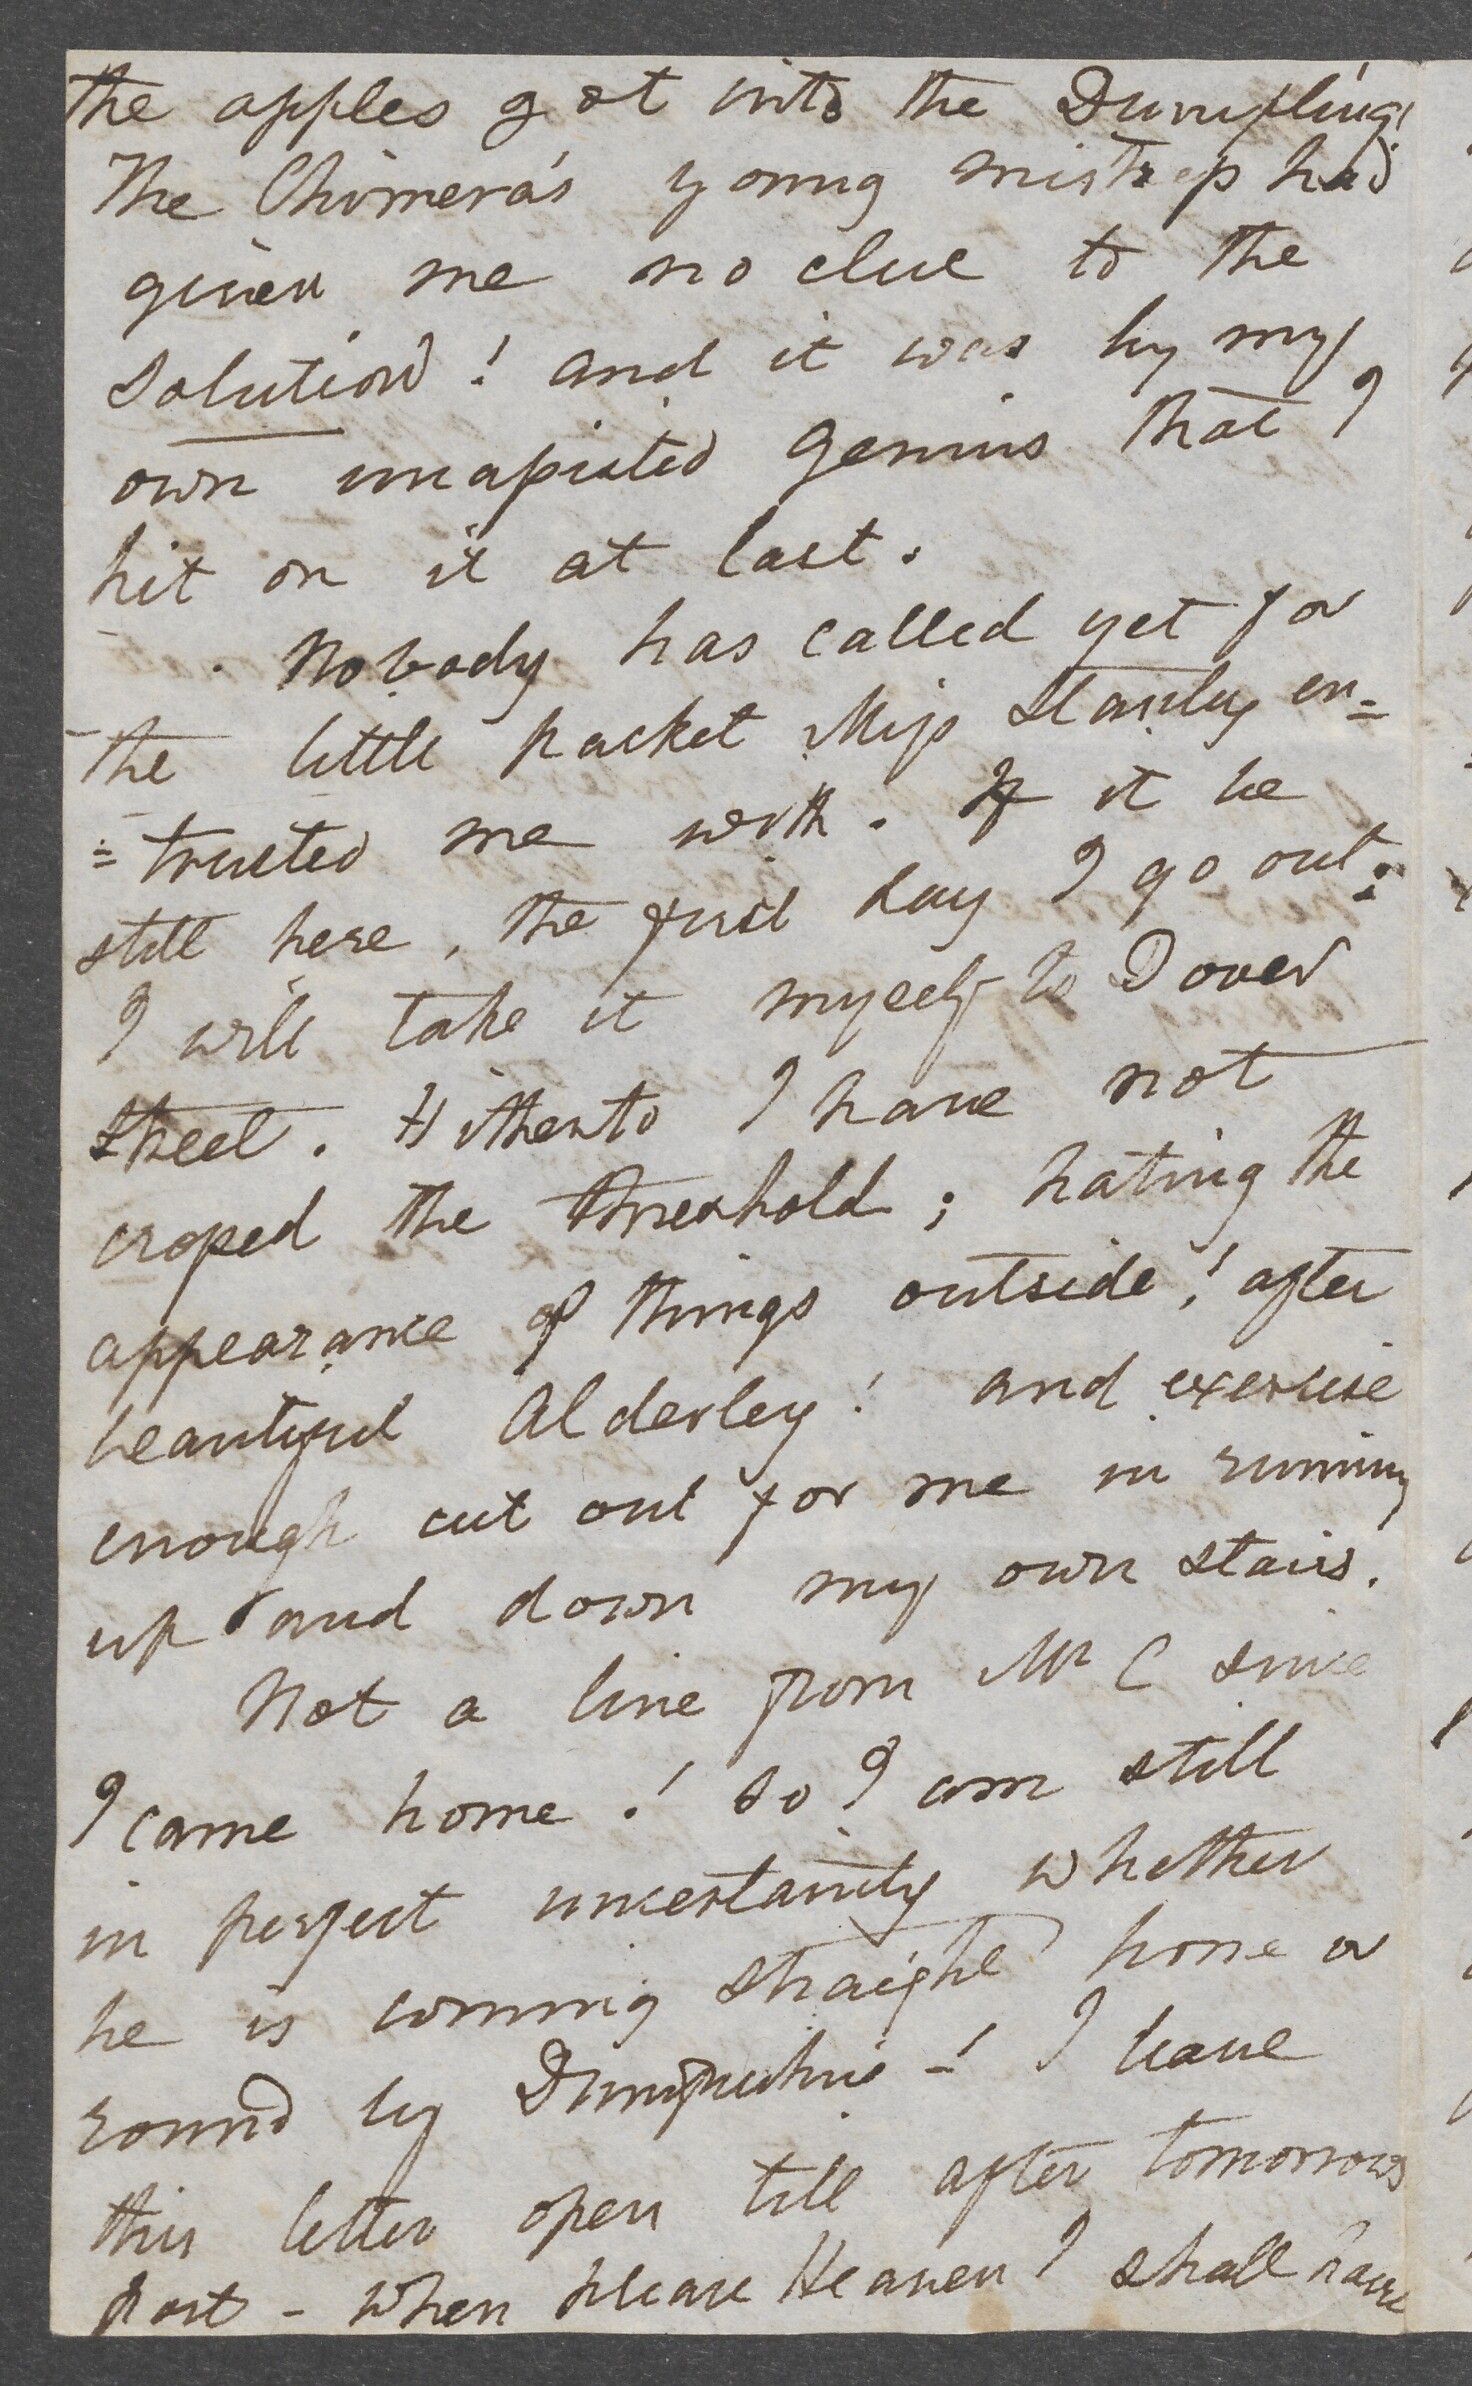 the apples got into the Dumpling!
The Chimera's young mistress had
given me no clue to the
solution! and it was by my
own unassisted genius that I
hit on it at last.
Nobody has called yet for
the little packet Miss Stanley en=
=trusted me with. If it be
still here, the first day I go out;
I will take it myself to Dover
Street. Hitherto I have not
crossed the threshold; hating the
appearance of things outside! after
beautiful Alderley! and exercise
enough cut out for me in running
up and down my own stairs.
Not a line from Mr C since
I came home! So I am still
in perfect uncertainty whether
he is coming straight home or
round by Dumfriesshire –! I leave
this letter open till after tomorrows
post – when please Heaven I shall have